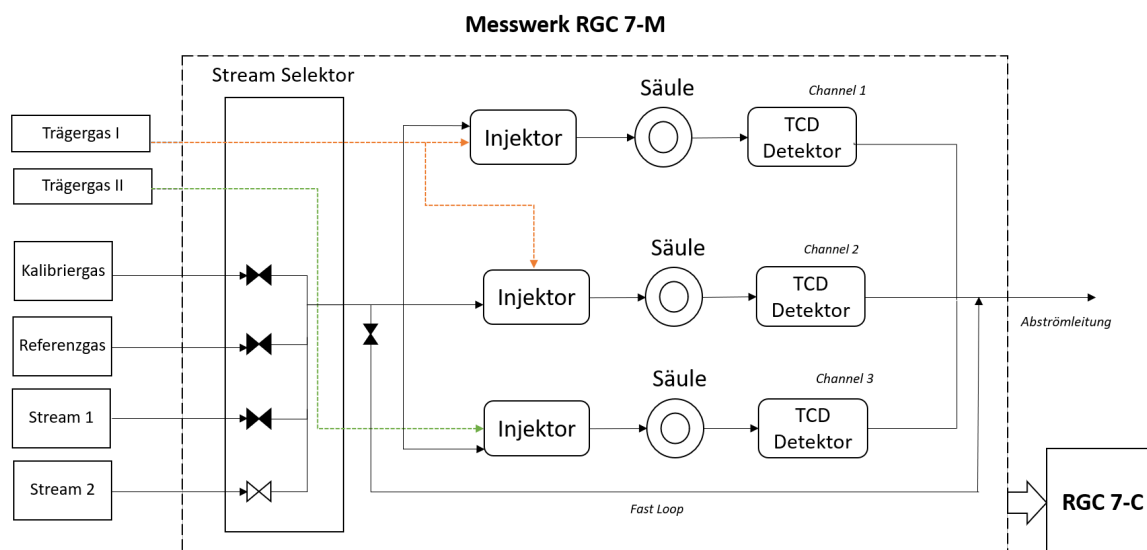 Messwerk RGC 7-M
Stream Selektor
Trägergas I
Trägergas II
Kalibriergas
Referenzgas
Stream 1
Stream 2
Injektor
Säule
Channel 1
TCD
Detektor
Injektor
Säule
Channel 2
TCD
Detektor
Abströmleitung
Injektor
Säule
Channel 3
TCD
Detektor
Fast Loop
RGC 7-C